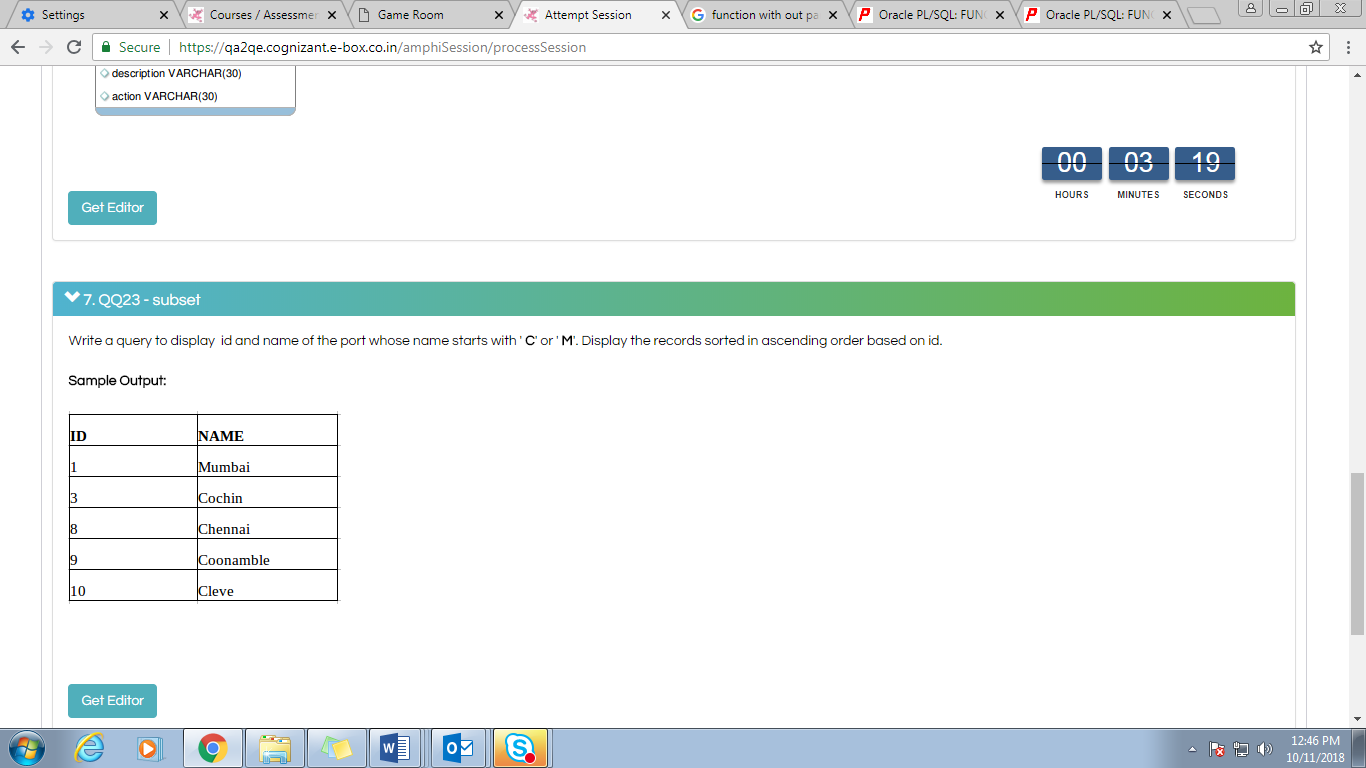 Settings
Courses / Assessmer
Game Room
Attempt Session
function with out pa
Oracle PL/SQL: FUNC
Oracle PL/SQL: FUN
Secure
https://qa2qe.cognizant.e-box.co.in/amphiSession/processSession
description VARCHAR(30)
action VARCHAR(30)
00 03 19
HOURS MINUTES SECONDS
Get Editor
7. QQ23 - subset
Write a query to display id and name of the port whose name starts with ' C' or ' M'. Display the records sorted in ascending order based on id.
Sample Output:
ID NAME
1 Mumbai
3 Cochin
8 Chennai
9 Coonamble
10 Cleve
Get Editor
12:46 PM
10/11/2018